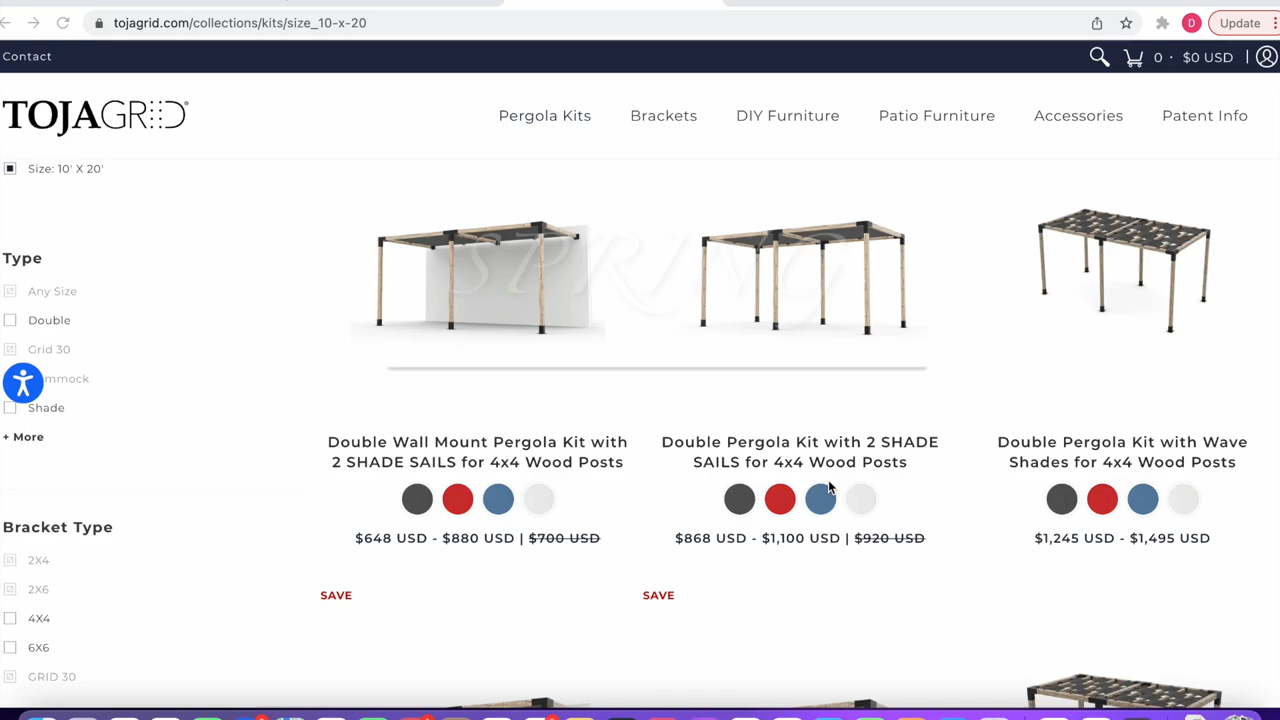 tojagrid.com/collections/kits/size_10-x-20
D
Update
Contact
0 · $0 USD |
TOJAGRID®
Pergola Kits
Brackets
DIY Furniture
Patio Furniture
Accessories
Patent Info
Size: 10' X 20'
Type
Any Size
Double
Grid 30
mmock
Shade
+ More
Bracket Type
2X4
2X6
4X4
6X6
GRID 30
SPRING
Double Wall Mount Pergola Kit with
2 SHADE SAILS for 4x4 Wood Posts
$648 USD - $880 USD | $700 USD
SAVE
Double Pergola Kit with 2 SHADE
SAILS for 4x4 Wood Posts
$868 USD - $1,100 USD | $920 USD
SAVE
Double Pergola Kit with Wave
Shades for 4x4 Wood Posts
$1,245 USD - $1,495 USD